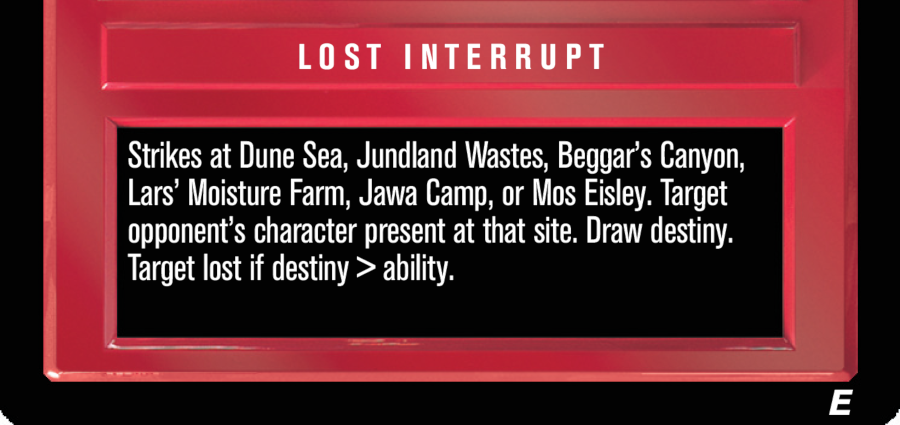 LOST INTERRUPT
Strikes at Dune Sea, Jundland Wastes, Beggar's Canyon,
Lars' Moisture Farm, Jawa Camp, or Mos Eisley. Target
opponent's character present at that site. Draw destiny.
Target lost if destiny > ability.
E